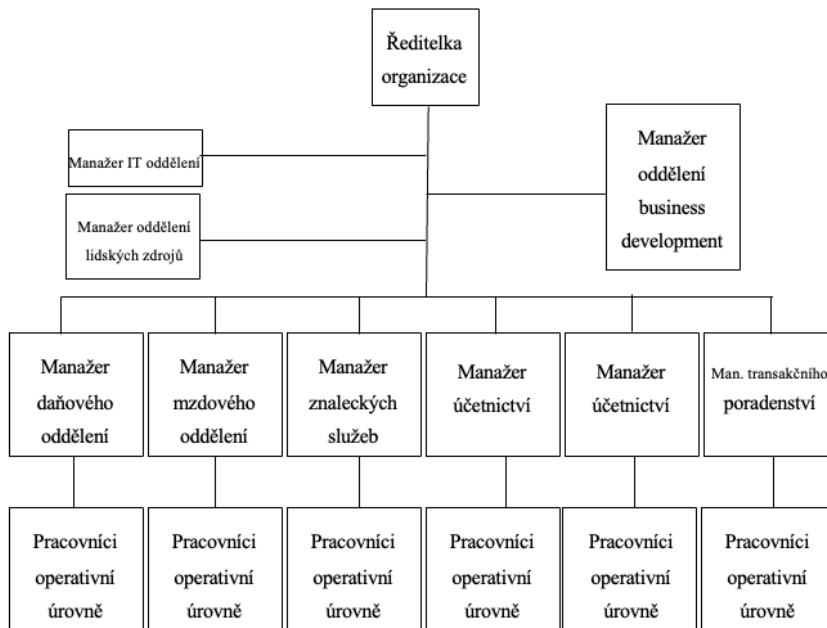 Ředitelka
organizace
Manažer IT oddělení
Manažer
oddělení
business
development
Manažer oddělení
lidských zdrojů
Manažer
daňového
oddělení
Manažer
mzdového
oddělení
Manažer
znaleckých
služeb
Manažer
účetnictví
Manažer
účetnictví
Man. transakčního
poradenství
Pracovníci
operativní
úrovně
Pracovníci
operativní
úrovně
Pracovníci
operativní
úrovně
Pracovníci
operativní
úrovně
Pracovníci
operativní
úrovně
Pracovníci
operativní
úrovně